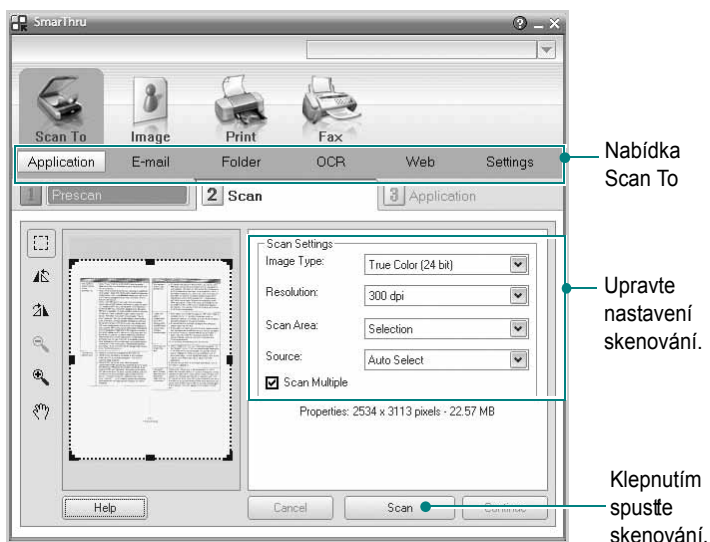 SmarThru
Scan To
Image
Print
Fax
Application
E-mail
Folder
OCR
Web
Settings
Nabídka
Scan To
1 Prescan
2 Scan
3 Application
Scan Settings
Image Type:
True Color (24 bit)
Resolution:
300 dpi
Scan Area:
Selection
Source:
Auto Select
Scan Multiple
Properties: 2534 x 3113 pixels - 22.57 MB
Upravte
nastavení
skenování.
Help
Cancel
Scan
Continue
Klepnutím
spusťte
skenování.